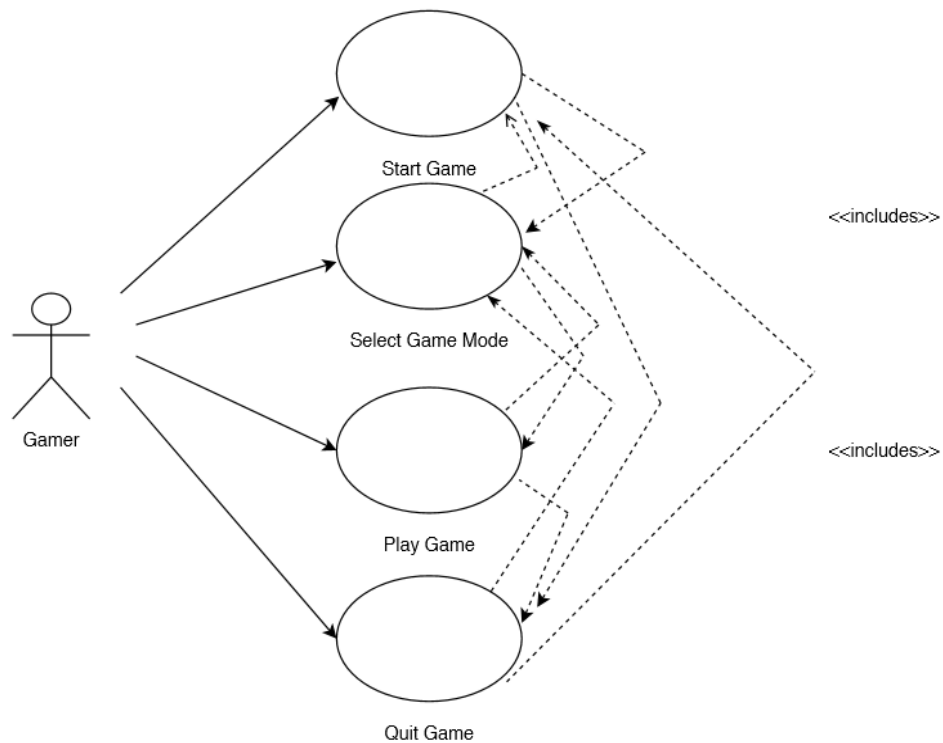 Start Game
<<includes>>
Select Game Mode
Gamer
<<includes>>
Play Game
Quit Game